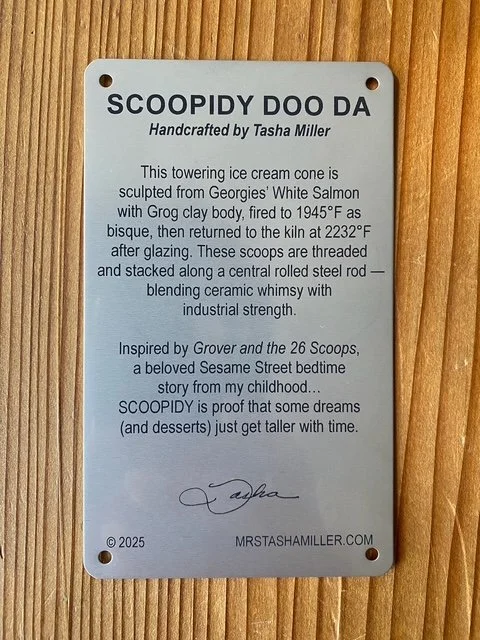 SCOOPIDY DOO DA
Handcrafted by Tasha Miller
This towering ice cream cone is
sculpted from Georgies' White Salmon
with Grog clay body, fired to 1945°F as
bisque, then returned to the kiln at 2232°F
after glazing. These scoops are threaded
and stacked along a central rolled steel rod —
blending ceramic whimsy with
industrial strength.
Inspired by Grover and the 26 Scoops,
a beloved Sesame Street bedtime
story from my childhood...
SCOOPIDY is proof that some dreams
(and desserts) just get taller with time.
Tasha
© 2025 MRSTASHAMILLER.COM